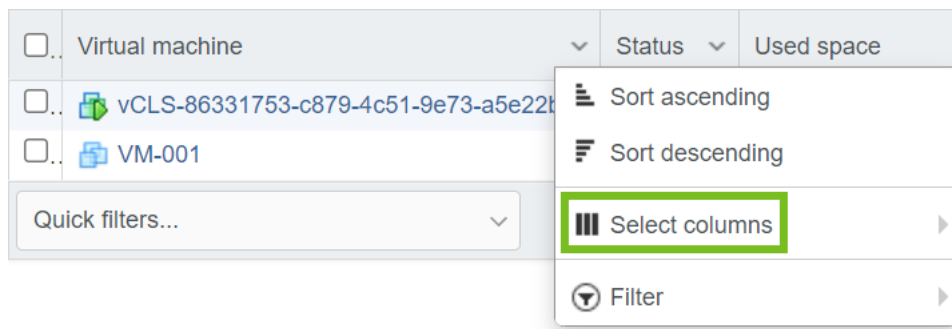 Virtual machine Status Used space
vCLS-86331753-c879-4c51-9e73-a5e22b
Sort ascending
VM-001
Sort descending
Quick filters...
Select columns
Filter